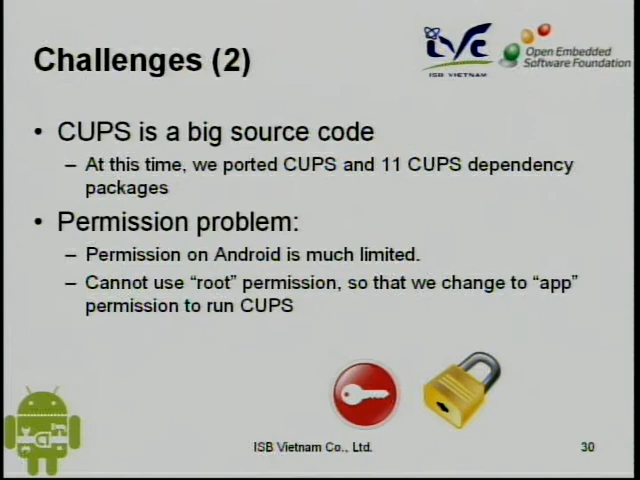 Challenges (2)
ISB VIETNAM
Open Embedded
Software Foundation
• CUPS is a big source code
– At this time, we ported CUPS and 11 CUPS dependency
packages
• Permission problem:
– Permission on Android is much limited.
– Cannot use “root” permission, so that we change to “app”
permission to run CUPS
ISB Vietnam Co., Ltd.
30